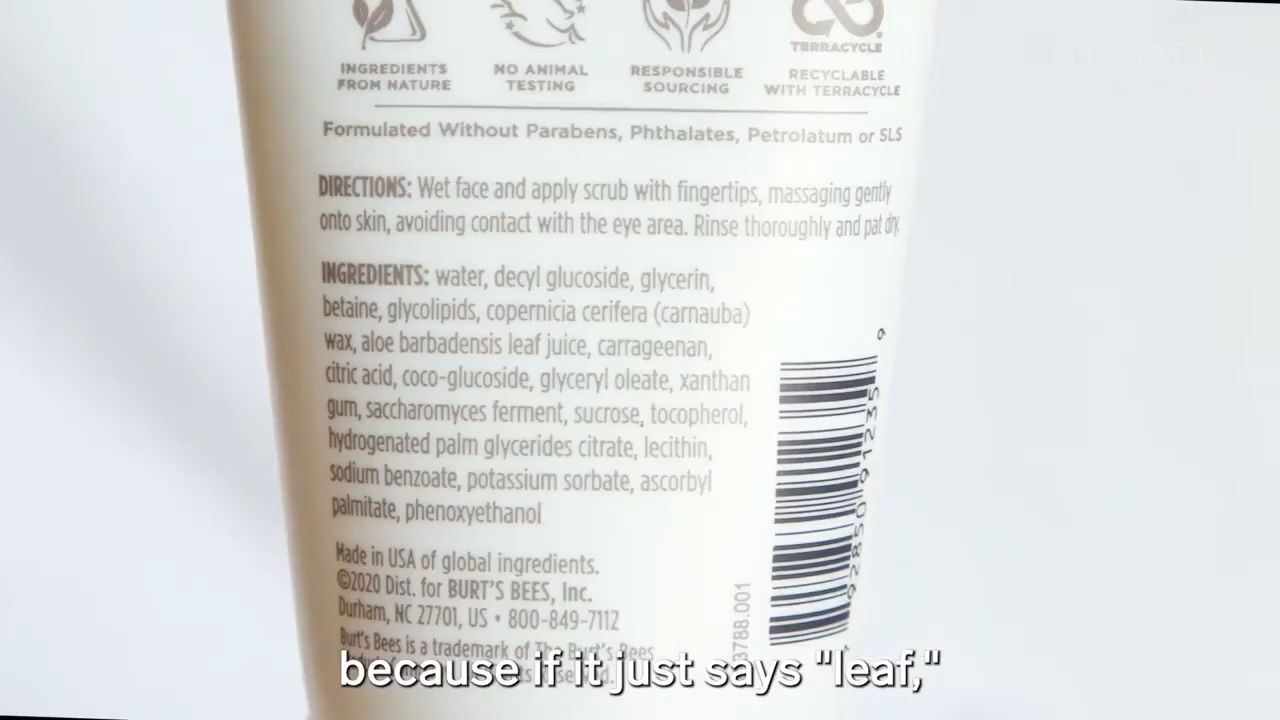 TERRACYCLE
INGREDIENTS FROM NATURE
NO ANIMAL TESTING
RESPONSIBLE SOURCING
RECYCLABLE WITH TERRACYCLE
Formulated Without Parabens, Phthalates, Petrolatum or SLS
DIRECTIONS: Wet face and apply scrub with fingertips, massaging gently
onto skin, avoiding contact with the eye area. Rinse thoroughly and pat dry.
INGREDIENTS: water, decyl glucoside, glycerin,
betaine, glycolipids, copernicia cerifera (carnauba)
wax, aloe barbadensis leaf juice, carrageenan,
citric acid, coco-glucoside, glyceryl oleate, xanthan
gum, saccharomyces ferment, sucrose, tocopherol,
hydrogenated palm glycerides citrate, lecithin,
sodium benzoate, potassium sorbate, ascorbyl
palmitate, phenoxyethanol
9
92850 91235
Made in USA of global ingredients.
©2020 Dist. for BURT'S BEES, Inc.
Durham, NC 27701, US • 800-849-7112
3788.001
Burt's Bees is a trademark of The Burt's Bees
because if it just says "leaf,"